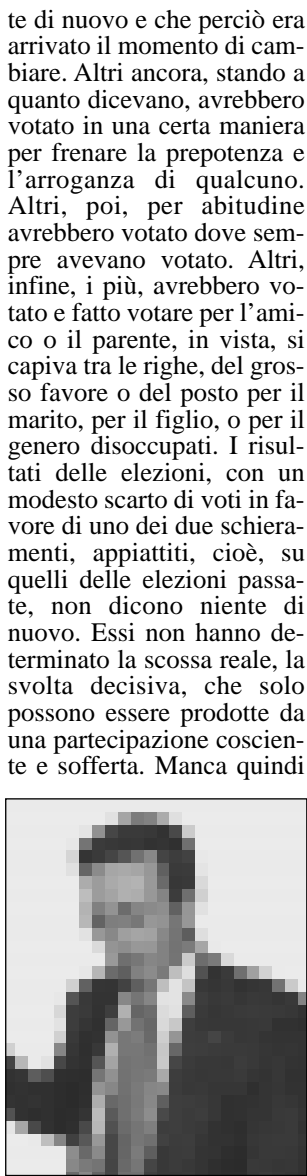 te di nuovo e che perciò era
arrivato il momento di cam-
biare. Altri ancora, stando a
quanto dicevano, avrebbero
votato in una certa maniera
per frenare la prepotenza e
l’arroganza di qualcuno.
Altri, poi, per abitudine
avrebbero votato dove sem-
pre avevano votato. Altri,
infine, i più, avrebbero vo-
tato e fatto votare per l’ami-
co o il parente, in vista, si
capiva tra le righe, del gros-
so favore o del posto per il
marito, per il figlio, o per il
genero disoccupati. I risul-
tati delle elezioni, con un
modesto scarto di voti in fa-
vore di uno dei due schiera-
menti, appiattiti, cioè, su
quelli delle elezioni passa-
te, non dicono niente di
nuovo. Essi non hanno de-
terminato la scossa reale, la
svolta decisiva, che solo
possono essere prodotte da
una partecipazione coscien-
te e sofferta. Manca quindi